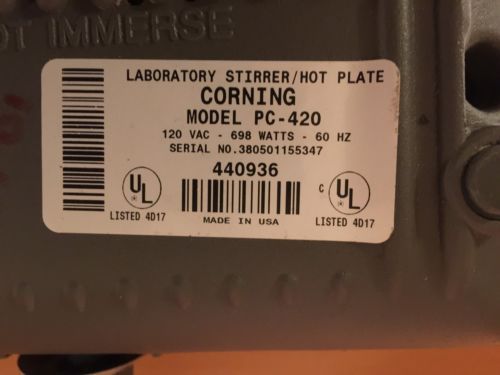 OT IMMERSE
LABORATORY STIRRER/HOT PLATE
CORNING
MODEL PC-420
120 VAC - 698 WATTS - 60 HZ
SERIAL NO.380501155347
440936
UL
LISTED 4D17
MADE IN USA
C UL
LISTED 4D17